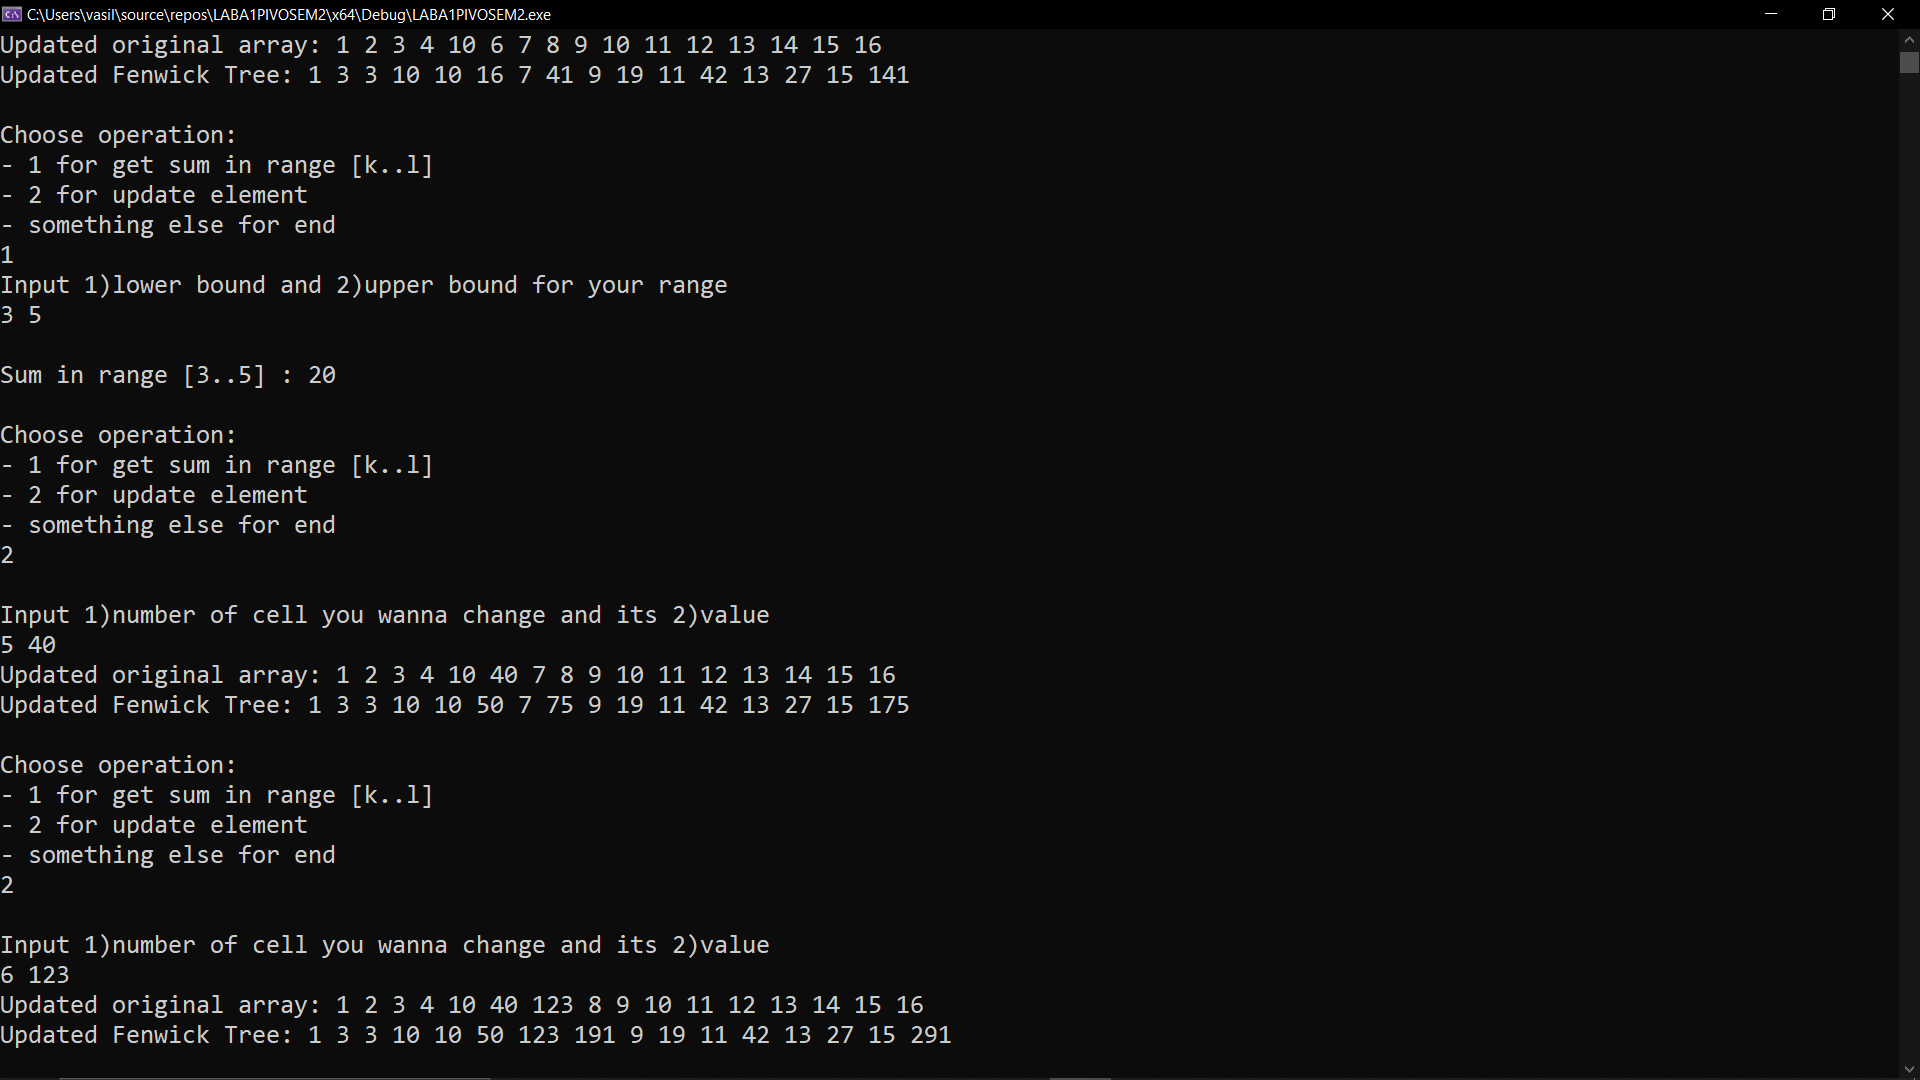 C:\Users\vasil\source\repos\LABA1PIVOSEM2\x64\Debug\LABA1PIVOSEM2.exe
Updated original array: 1 2 3 4 10 6 7 8 9 10 11 12 13 14 15 16
Updated Fenwick Tree: 1 3 3 10 10 16 7 41 9 19 11 42 13 27 15 141
Choose operation:
- 1 for get sum in range [k..l]
- 2 for update element
- something else for end
1
Input 1)lower bound and 2)upper bound for your range
3 5
Sum in range [3..5] : 20
Choose operation:
- 1 for get sum in range [k..l]
- 2 for update element
- something else for end
2
Input 1)number of cell you wanna change and its 2)value
5 40
Updated original array: 1 2 3 4 10 40 7 8 9 10 11 12 13 14 15 16
Updated Fenwick Tree: 1 3 3 10 10 50 7 75 9 19 11 42 13 27 15 175
Choose operation:
- 1 for get sum in range [k..l]
- 2 for update element
- something else for end
2
Input 1)number of cell you wanna change and its 2)value
6 123
Updated original array: 1 2 3 4 10 40 123 8 9 10 11 12 13 14 15 16
Updated Fenwick Tree: 1 3 3 10 10 50 123 191 9 19 11 42 13 27 15 291